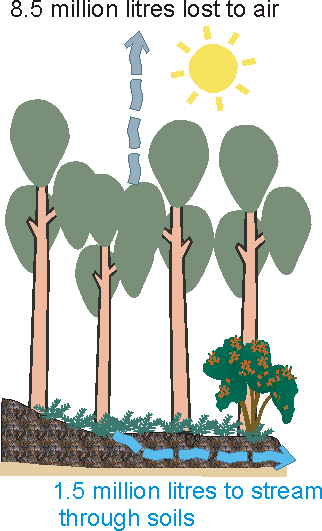 8.5 million litres lost to air
1.5 million litres to stream
through soils